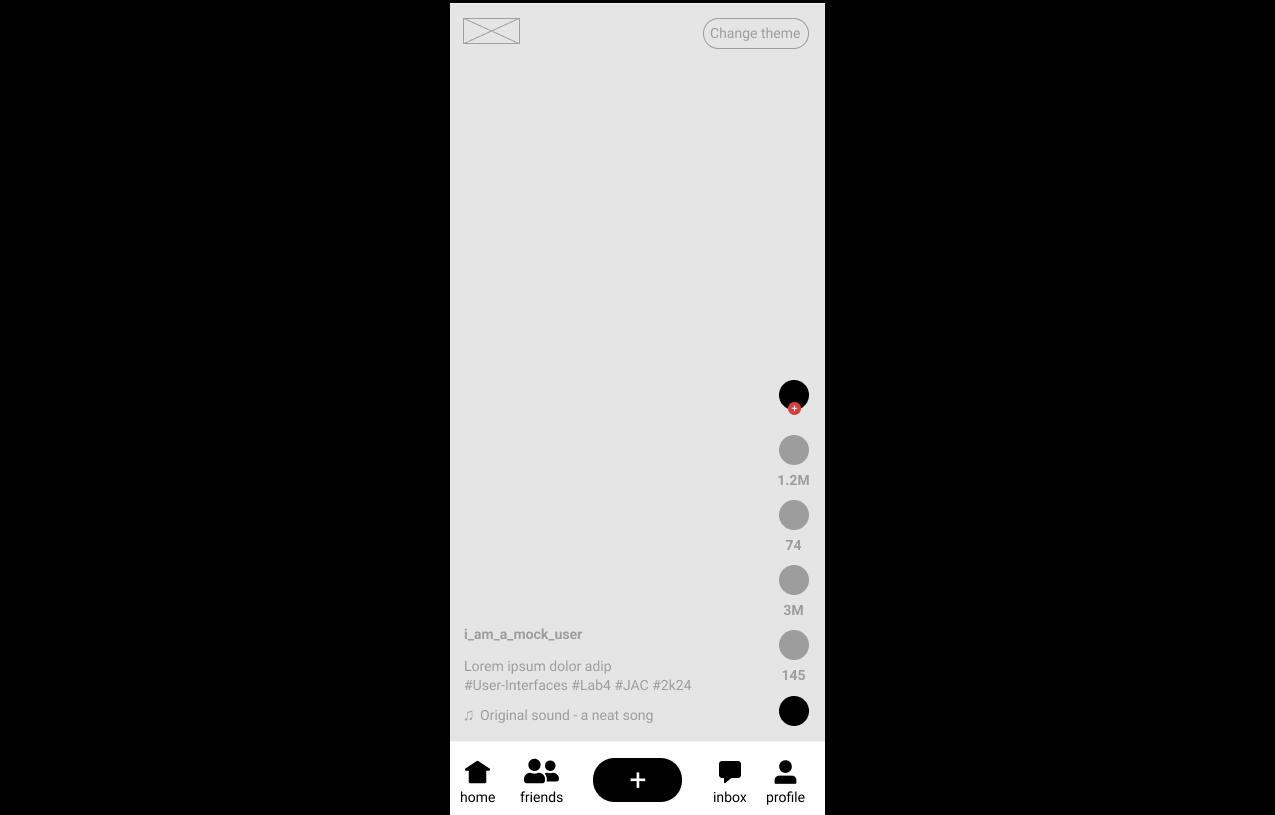 Change theme
+
1.2M
74
3M
i_am_a_mock_user
Lorem ipsum dolor adip
#User-Interfaces #Lab4 #JAC #2k24
145
♫ Original sound - a neat song
+
home
friends
inbox
profile